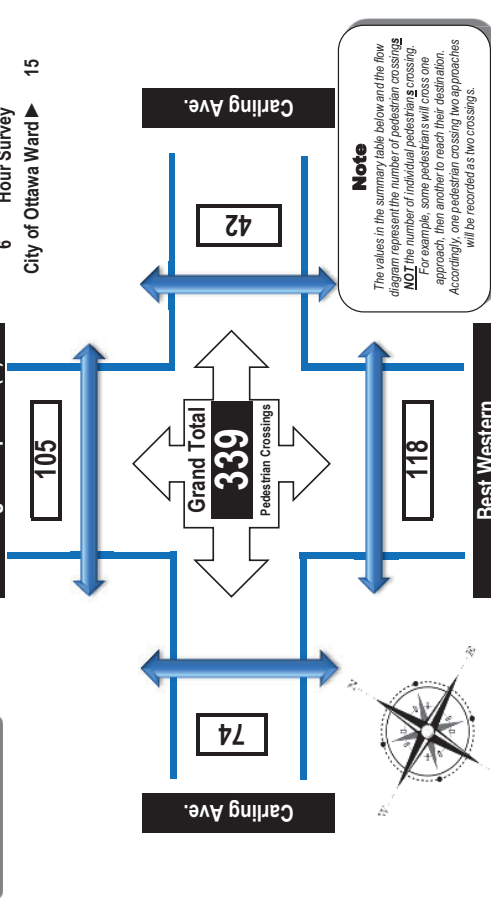 6 Hour Survey
City of Ottawa Ward 15
105
Carling Ave.
42
74
Carling Ave.
Grand Total
339
Pedestrian Crossings
118
Best Western
Note
The values in the summary table below and the flow
diagram represent the number of pedestrian crossings
NOT the number of individual pedestrians crossing.
For example, some pedestrians will cross one
approach, then another to reach their destination.
Accordingly, one pedestrian crossing two approaches
will be recorded as two crossings.
N
E
S
W